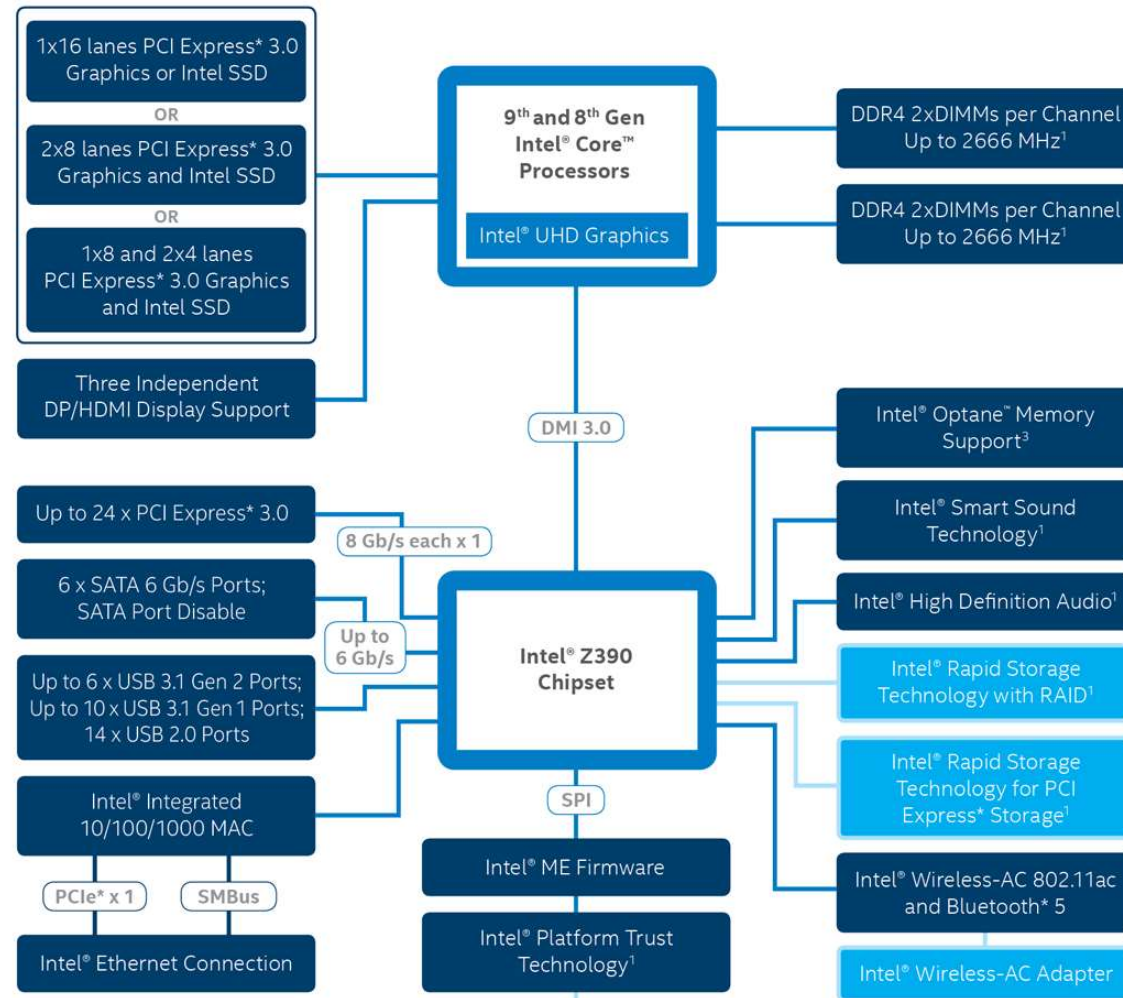 1x16 lanes PCI Express* 3.0
Graphics or Intel SSD
OR
2x8 lanes PCI Express* 3.0
Graphics and Intel SSD
OR
1x8 and 2x4 lanes
PCI Express* 3.0 Graphics
and Intel SSD
Three Independent
DP/HDMI Display Support
9th and 8th Gen
Intel® Core™
Processors
Intel® UHD Graphics
DDR4 2xDIMMs per Channel
Up to 2666 MHz¹
DDR4 2xDIMMs per Channel
Up to 2666 MHz¹
DMI 3.0
Up to 24 x PCI Express* 3.0
8 Gb/s each x 1
6 x SATA 6 Gb/s Ports;
SATA Port Disable
Up to
6 Gb/s
Up to 6 x USB 3.1 Gen 2 Ports;
Up to 10 x USB 3.1 Gen 1 Ports;
14 x USB 2.0 Ports
Intel® Integrated
10/100/1000 MAC
PCIe* x 1
SMBus
Intel® Ethernet Connection
Intel® Z390
Chipset
SPI
Intel® ME Firmware
Intel® Platform Trust
Technology¹
Intel® Optane™ Memory
Support³
Intel® Smart Sound
Technology¹
Intel® High Definition Audio¹
Intel® Rapid Storage
Technology with RAID¹
Intel® Rapid Storage
Technology for PCI
Express* Storage¹
Intel® Wireless-AC 802.11ac
and Bluetooth* 5
Intel® Wireless-AC Adapter